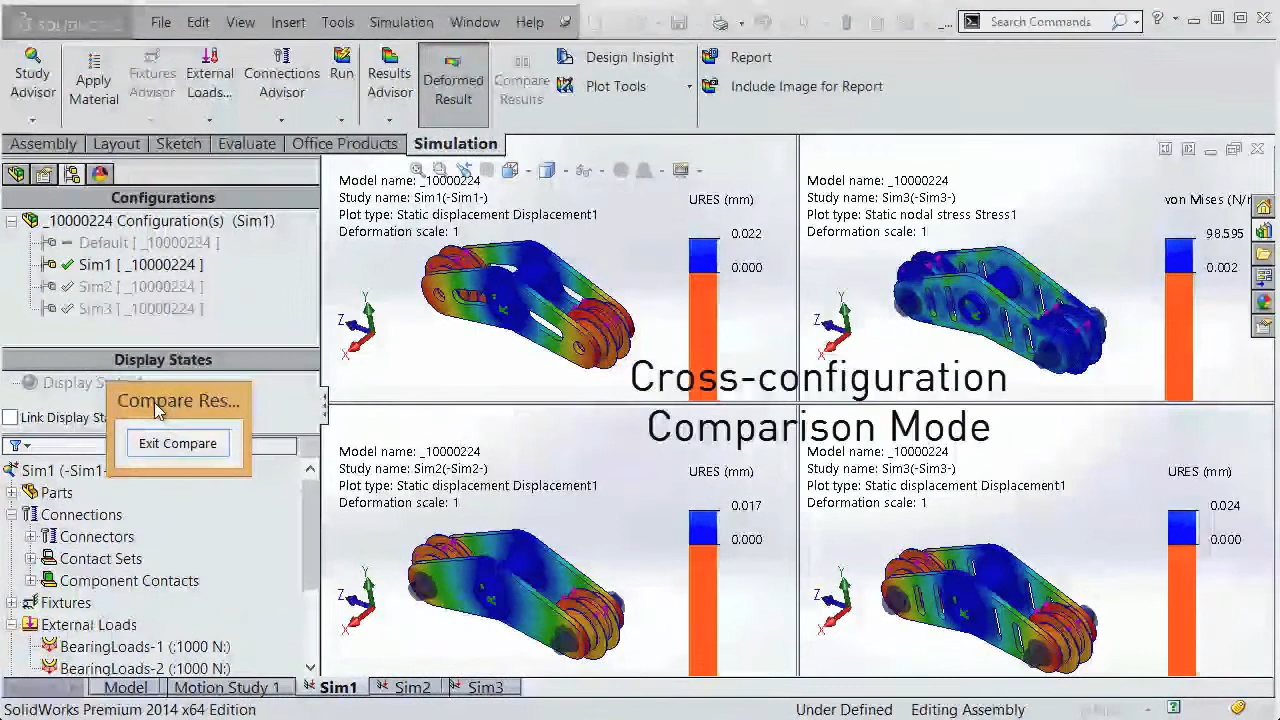 SOLIDWORKS
File Edit View Insert Tools Simulation Window Help
Search Commands
Study Advisor
Apply Material
Fixtures Advisor
External Loads...
Connections Advisor
Run
Results Advisor
Deformed Result
Compare Results
Design Insight
Plot Tools
Report
Include Image for Report
Assembly Layout Sketch Evaluate Office Products Simulation
Configurations
_10000224 Configuration(s) (Sim1)
Default [ _10000224 ]
Sim1 [ _10000224 ]
Sim2 [ _10000224 ]
Sim3 [ _10000224 ]
Display States
Link Display Sta
Compare Res...
Exit Compare
Sim1 (-Sim1-
Parts
Connections
Connectors
Contact Sets
Component Contacts
Fixtures
External Loads
BearingLoads-1 (:1000 N:)
BearingLoads-2 (:1000 N:)
Model name: _10000224
Study name: Sim1(-Sim1-)
Plot type: Static displacement Displacement1
Deformation scale: 1
URES (mm)
0.022
0.000
Model name: _10000224
Study name: Sim3(-Sim3-)
Plot type: Static nodal stress Stress1
Deformation scale: 1
von Mises (N/m
98.595
0.002
Cross-configuration
Comparison Mode
Model name: _10000224
Study name: Sim2(-Sim2-)
Plot type: Static displacement Displacement1
Deformation scale: 1
URES (mm)
0.017
0.000
Model name: _10000224
Study name: Sim3(-Sim3-)
Plot type: Static displacement Displacement1
Deformation scale: 1
URES (mm)
0.024
0.000
Z Y X
Z Y X
Z Y X
Z Y X
Model Motion Study 1 Sim1 Sim2 Sim3
SolidWorks Premium 2014 x64 Edition
Under Defined Editing Assembly